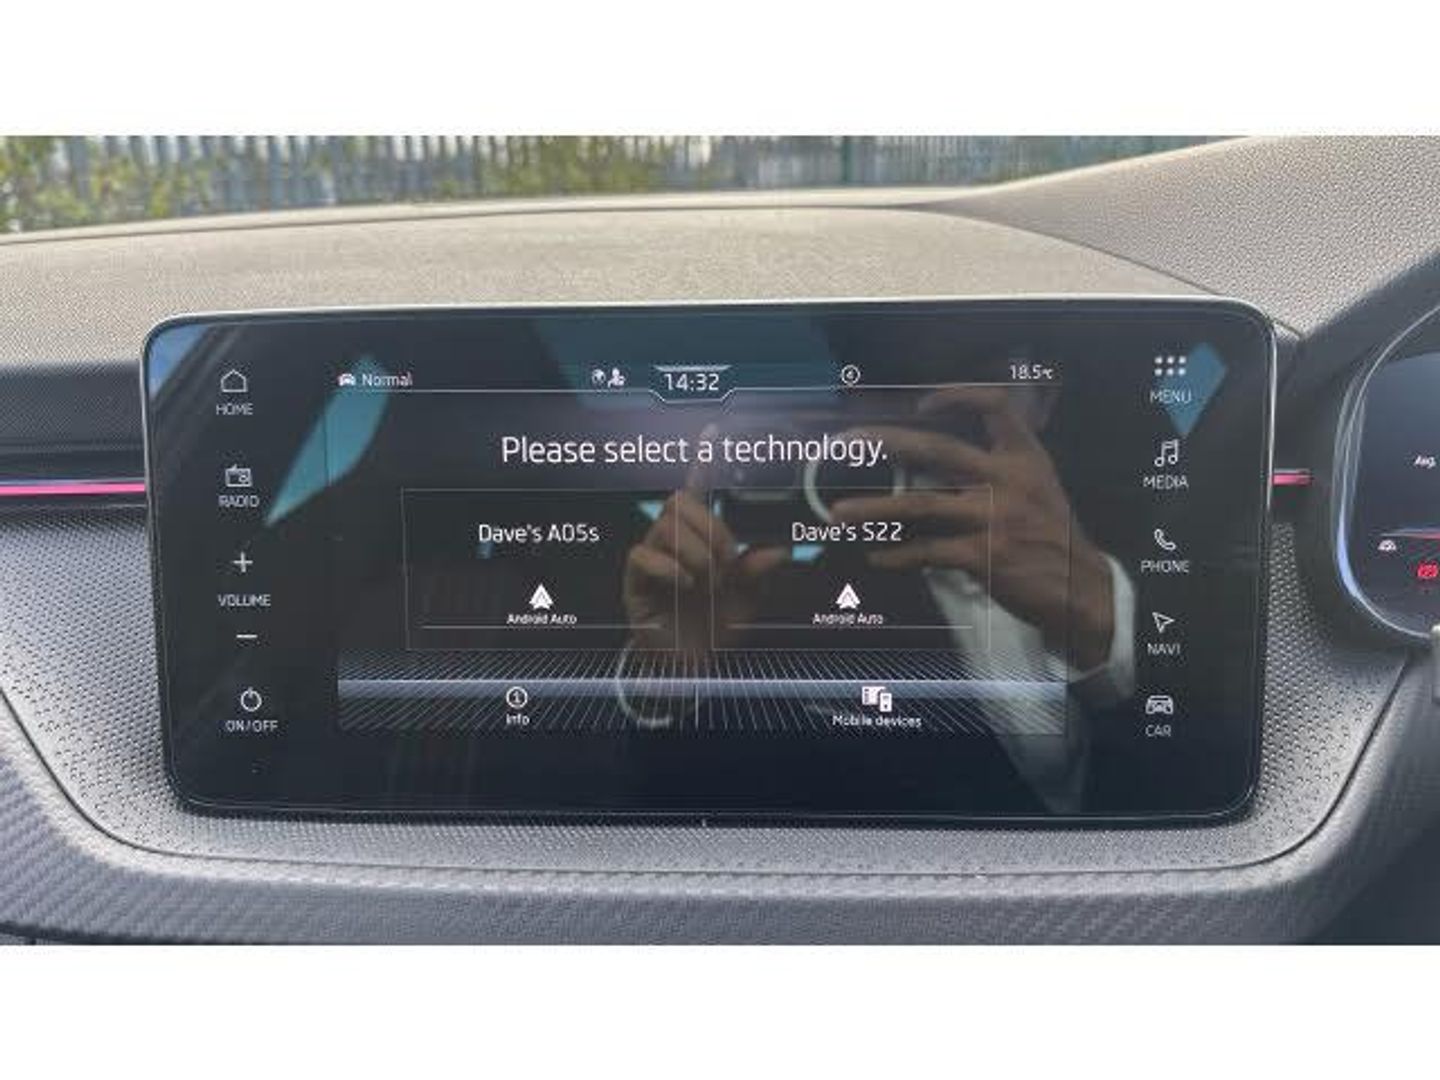 Normal
14:32
18.5°C
HOME
MENU
Please select a technology.
RADIO
MEDIA
Avg.
Dave's A05s
Dave's S22
VOLUME
PHONE
Android Auto
Android Auto
NAVI
Info
Mobile devices
ON/OFF
CAR